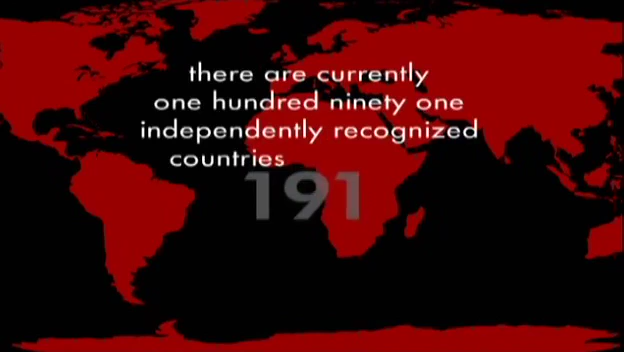 there are currently
one hundred ninety one
independently recognized
countries
191